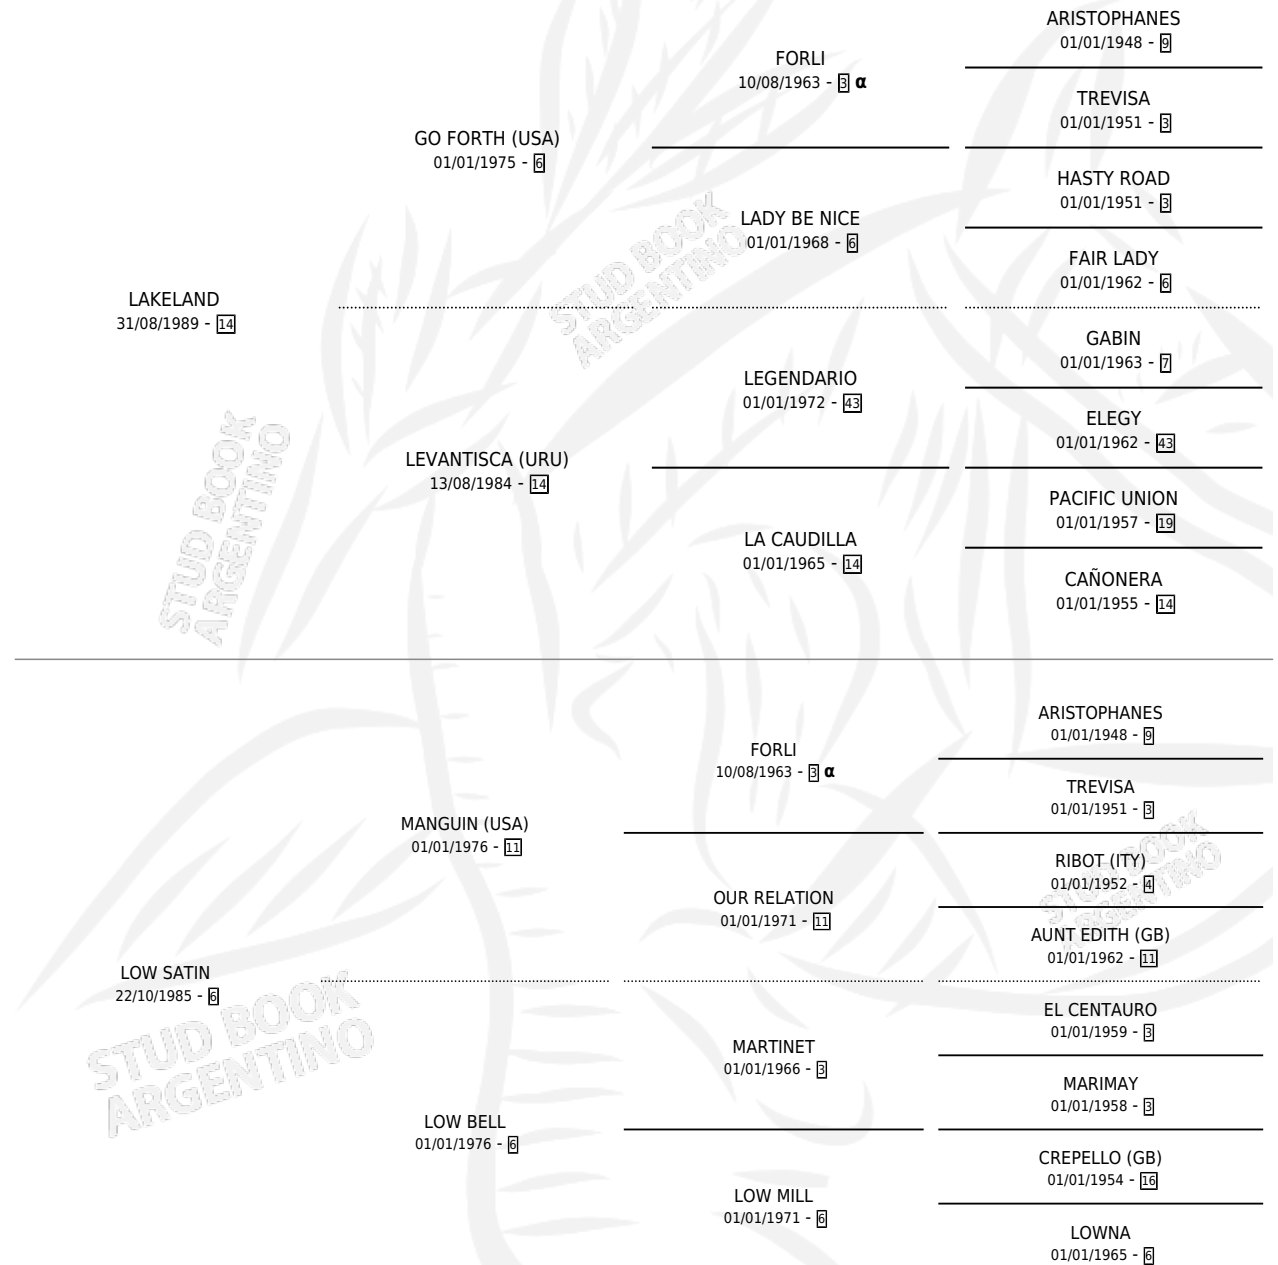 ARISTOPHANES
01/01/1948 - 9
FORLI
10/08/1963 - 3 α
TREVISA
01/01/1951 - 3
GO FORTH (USA)
01/01/1975 - 6
HASTY ROAD
01/01/1951 - 3
LADY BE NICE
01/01/1968 - 6
FAIR LADY
01/01/1962 - 6
STUD BOOK
ARGENTINO
LAKELAND
31/08/1989 - 14
GABIN
01/01/1963 - 7
LEGENDARIO
01/01/1972 - 43
ELEGY
01/01/1962 - 43
LEVANTISCA (URU)
13/08/1984 - 14
PACIFIC UNION
01/01/1957 - 19
LA CAUDILLA
01/01/1965 - 14
CAÑONERA
01/01/1955 - 14
STUD BOOK
ARGENTINO
ARISTOPHANES
01/01/1948 - 9
FORLI
10/08/1963 - 3 α
TREVISA
01/01/1951 - 3
MANGUIN (USA)
01/01/1976 - 11
RIBOT (ITY)
01/01/1952 - 4
OUR RELATION
01/01/1971 - 11
AUNT EDITH (GB)
01/01/1962 - 11
STUD BOOK
ARGENTINO
LOW SATIN
22/10/1985 - 6
EL CENTAURO
01/01/1959 - 3
MARTINET
01/01/1966 - 3
MARIMAY
01/01/1958 - 3
STUD BOOK
ARGENTINO
LOW BELL
01/01/1976 - 6
CREPELLO (GB)
01/01/1954 - 16
LOW MILL
01/01/1971 - 6
LOWNA
01/01/1965 - 6